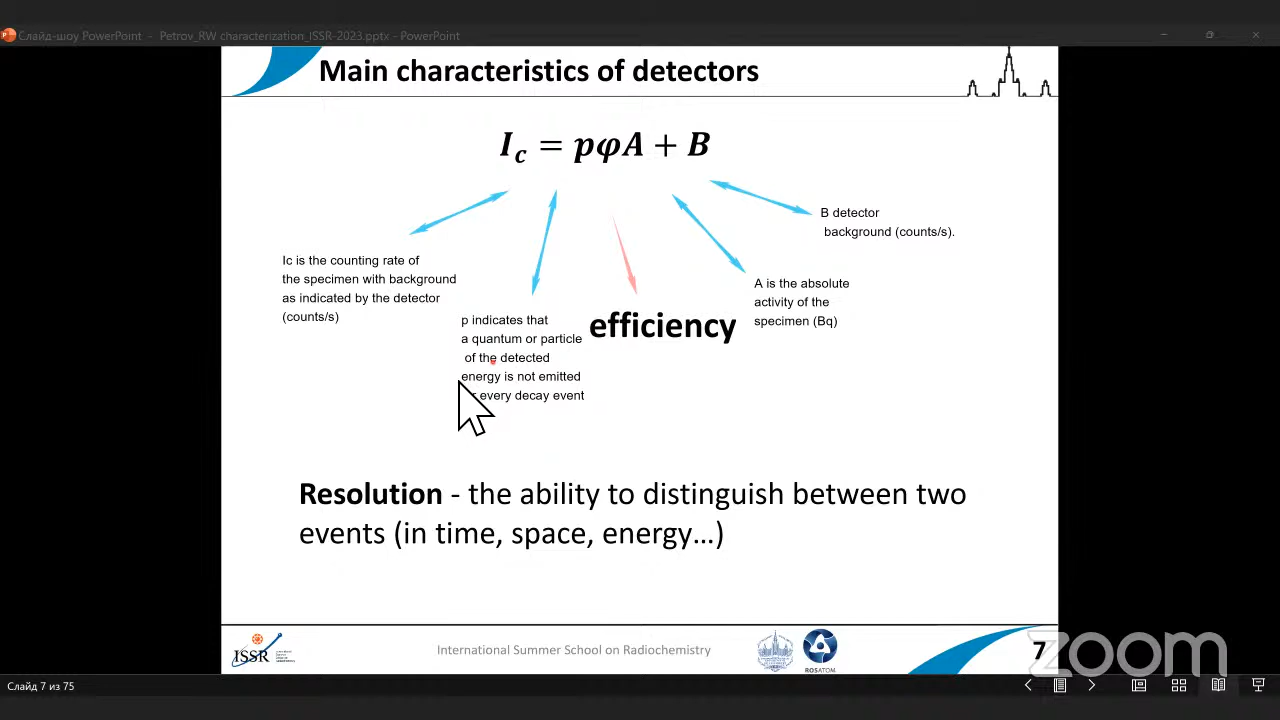 Слайд-шоу PowerPoint - Petrov_RW characterization_ISSR-2023.pptx - PowerPoint
Main characteristics of detectors
I_c = pφA + B
B detector
background (counts/s).
Ic is the counting rate of
the specimen with background
as indicated by the detector
(counts/s)
A is the absolute
activity of the
specimen (Bq)
p indicates that
a quantum or particle
of the detected
energy is not emitted
every decay event
efficiency
Resolution - the ability to distinguish between two
events (in time, space, energy...)
ISSR
International Summer School on Radiochemistry
ROSATOM
7
zoom
Слайд 7 из 75